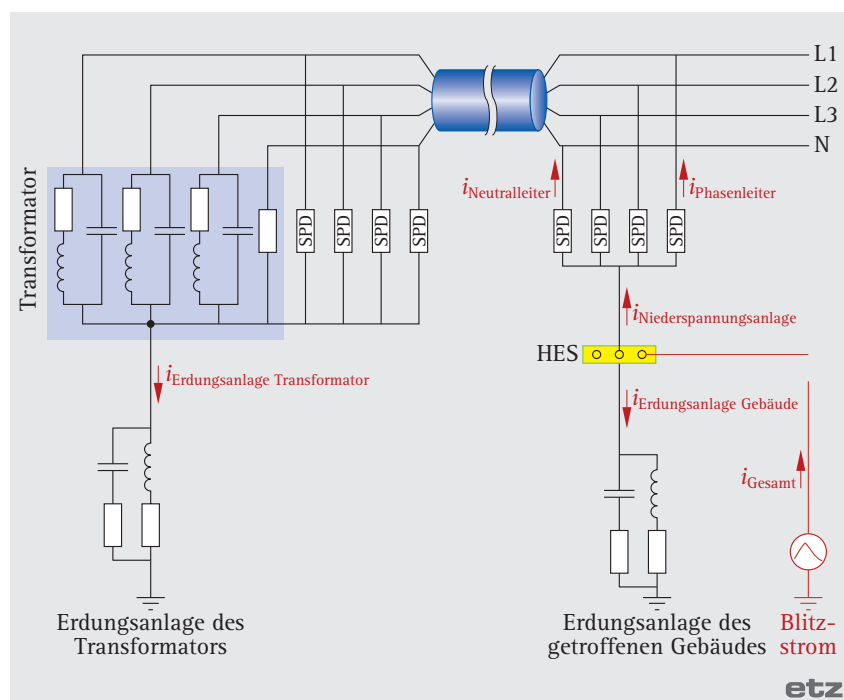 L1
L2
L3
N
Transformator
SPD
SPD
SPD
SPD
iNeutralleiter
iPhasenleiter
SPD
SPD
SPD
SPD
iNiederspannungsanlage
HES
iErdungsanlage Transformator
iErdungsanlage Gebäude
iGesamt
Erdungsanlage des
Transformators
Erdungsanlage des
getroffenen Gebäudes
Blitz-
strom
etz